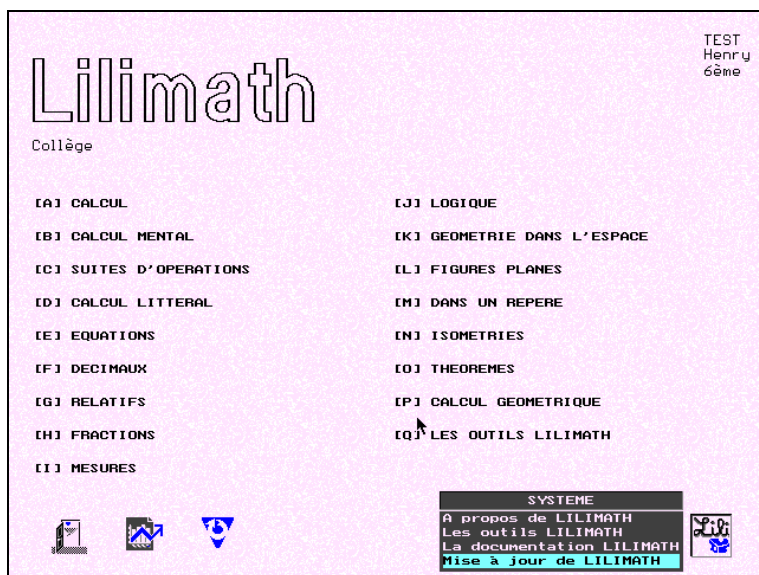 TEST
Henry
6ème
Lilimath
Collège
[A] CALCUL
[B] CALCUL MENTAL
[C] SUITES D'OPERATIONS
[D] CALCUL LITTERAL
[E] EQUATIONS
[F] DECIMAUX
[G] RELATIFS
[H] FRACTIONS
[I] MESURES
[J] LOGIQUE
[K] GEOMETRIE DANS L'ESPACE
[L] FIGURES PLANES
[M] DANS UN REPERE
[N] ISOMETRIES
[O] THEOREMES
[P] CALCUL GEOMETRIQUE
[Q] LES OUTILS LILIMATH
SYSTEME
A propos de LILIMATH
Les outils LILIMATH
La documentation LILIMATH
Mise à jour de LILIMATH
Lili